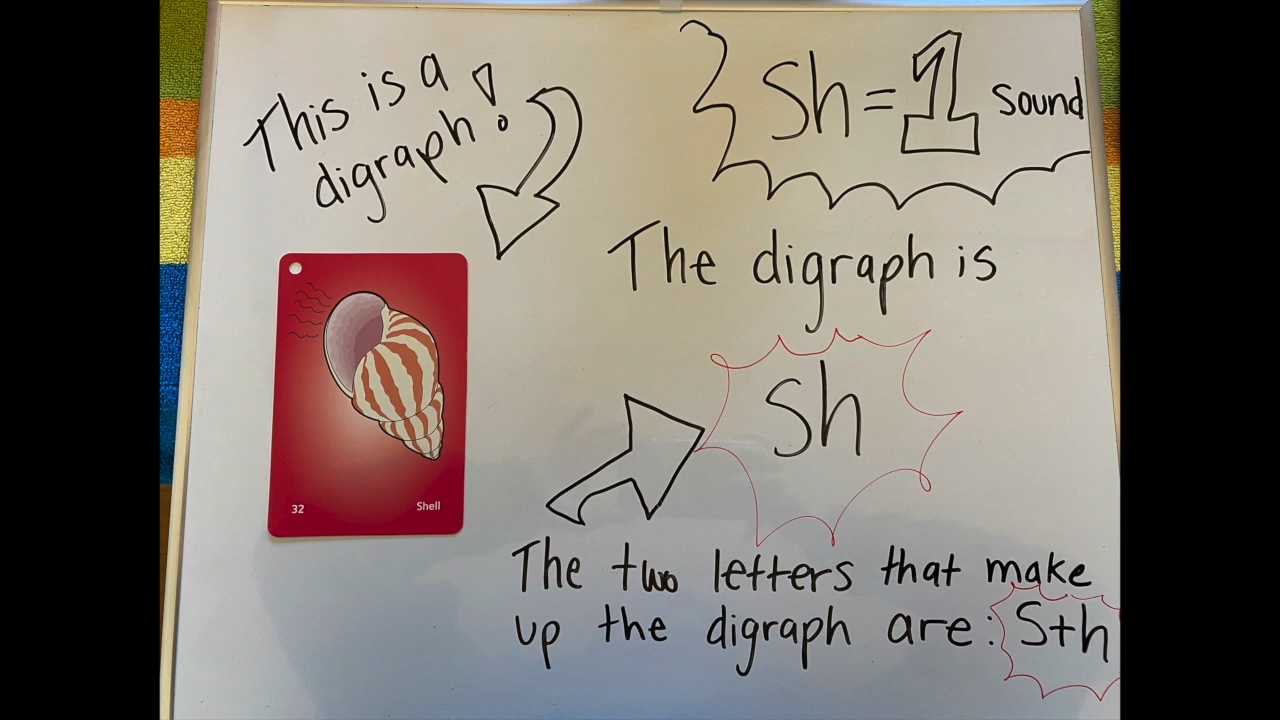 This is a
digraph!
Sh = 1 sound
The digraph is
sh
32
Shell
The two letters that make
up the digraph are: S+h